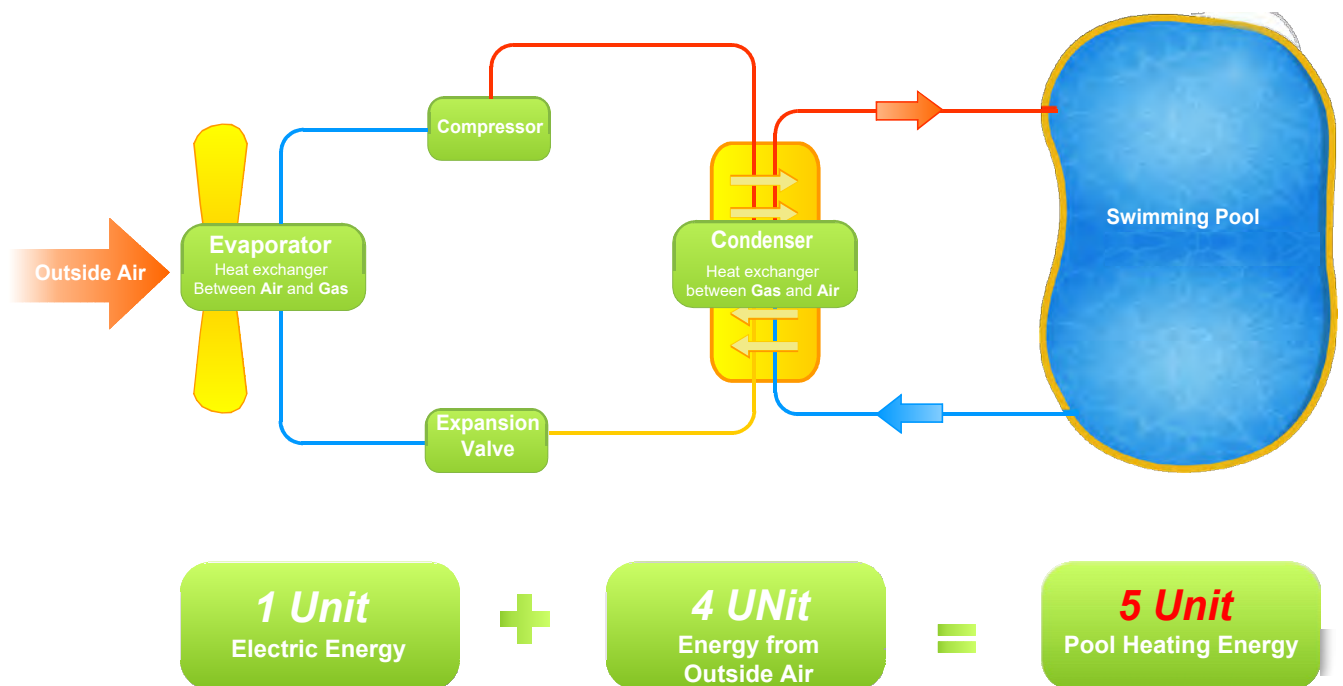 Compressor
Outside Air
Evaporator
Heat exchanger
Between Air and Gas
Condenser
Heat exchanger
between Gas and Air
Swimming Pool
Expansion
Valve
1 Unit
Electric Energy
4 UNit
Energy from
Outside Air
5 Unit
Pool Heating Energy